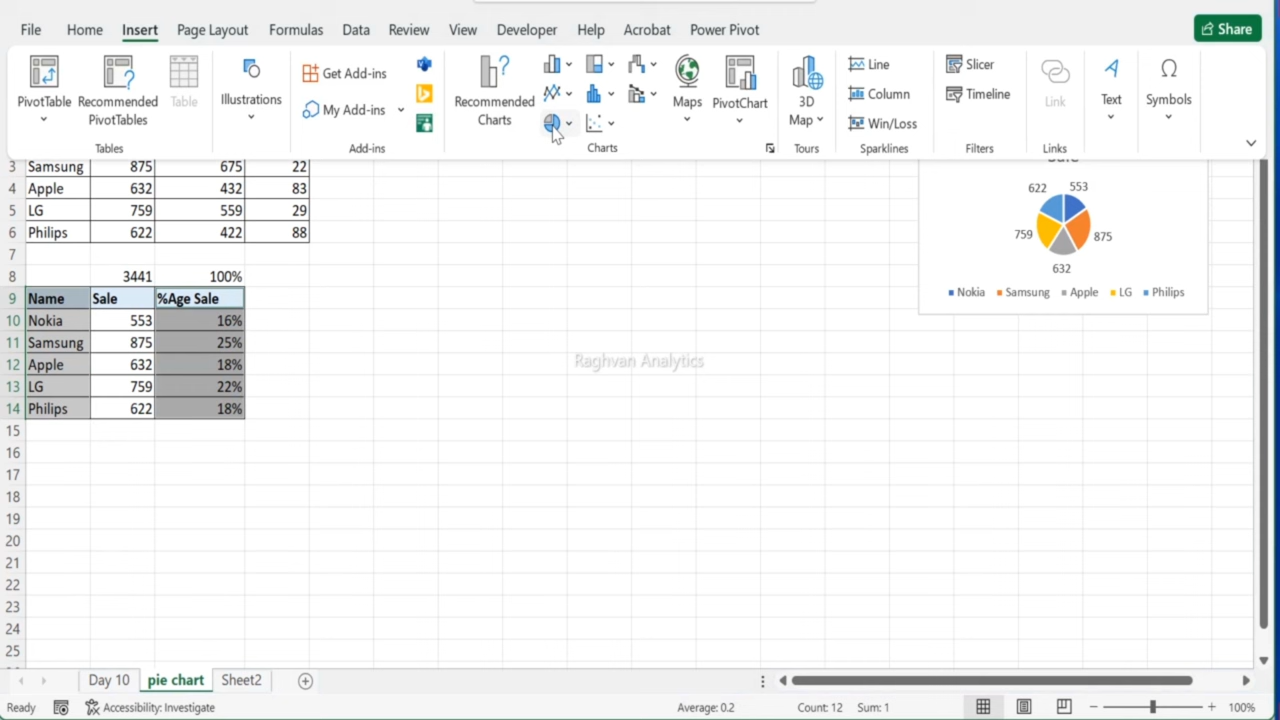 File Home Insert Page Layout Formulas Data Review View Developer Help Acrobat Power Pivot Share
PivotTable
Recommended PivotTables
Table
Tables
Illustrations
Get Add-ins
My Add-ins
Add-ins
Recommended Charts
Charts
Maps
PivotChart
3D Map
Tours
Line
Column
Win/Loss
Sparklines
Slicer
Timeline
Filters
Link
Links
Text
Symbols
3 Samsung 875 675 22
4 Apple 632 432 83
5 LG 759 559 29
6 Philips 622 422 88
7
8 3441 100%
9 Name Sale %Age Sale
10 Nokia 553 16%
11 Samsung 875 25%
12 Apple 632 18%
13 LG 759 22%
14 Philips 622 18%
15
16
17
18
19
20
21
22
23
24
25
622 553
759 875
632
Nokia Samsung Apple LG Philips
Raghvan Analytics
Day 10 pie chart Sheet2
Ready Accessibility: Investigate Average: 0.2 Count: 12 Sum: 1 100%